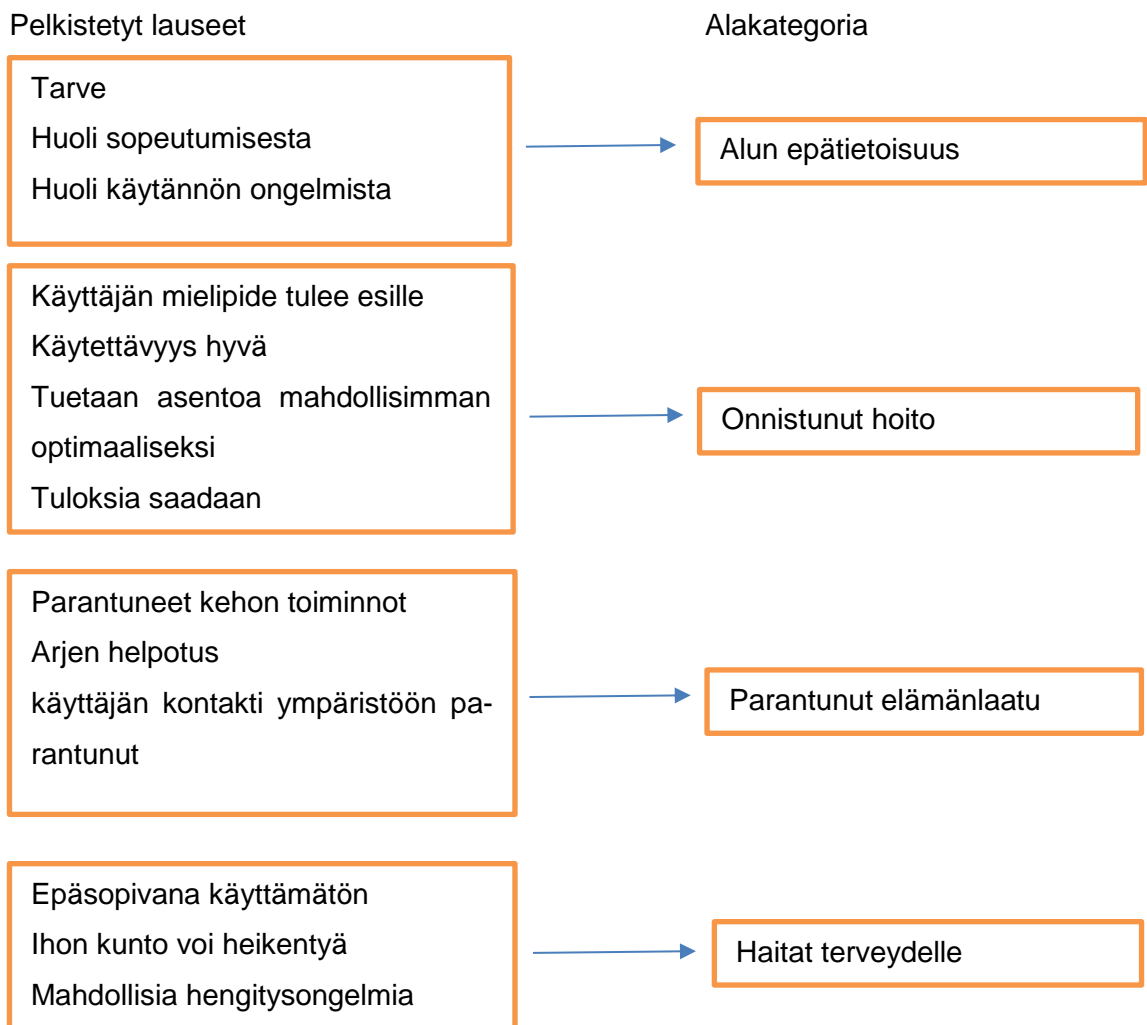 Pelkistetyt lauseet
Alakategoria
Tarve
Huoli sopeutumisesta
Huoli käytännön ongelmista
Alun epätietoisuus
Käyttäjän mielipide tulee esille
Käytettävyys hyvä
Tuetaan asentoa mahdollisimman
optimaaliseksi
Tuloksia saadaan
Onnistunut hoito
Parantuneet kehon toiminnot
Arjen helpotus
käyttäjän kontakti ympäristöön pa-
rantunut
Parantunut elämänlaatu
Epäsopivana käyttämätön
Ihon kunto voi heikentyä
Mahdollisia hengitysongelmia
Haitat terveydelle